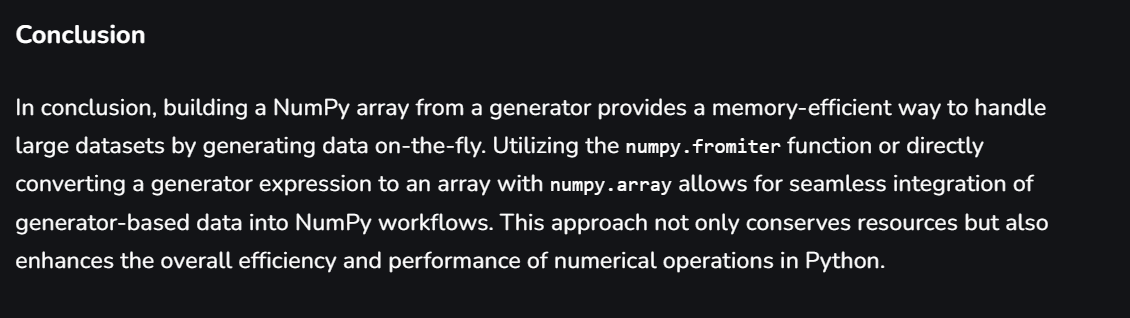 Conclusion
In conclusion, building a NumPy array from a generator provides a memory-efficient way to handle
large datasets by generating data on-the-fly. Utilizing the numpy.fromiter function or directly
converting a generator expression to an array with numpy.array allows for seamless integration of
generator-based data into NumPy workflows. This approach not only conserves resources but also
enhances the overall efficiency and performance of numerical operations in Python.